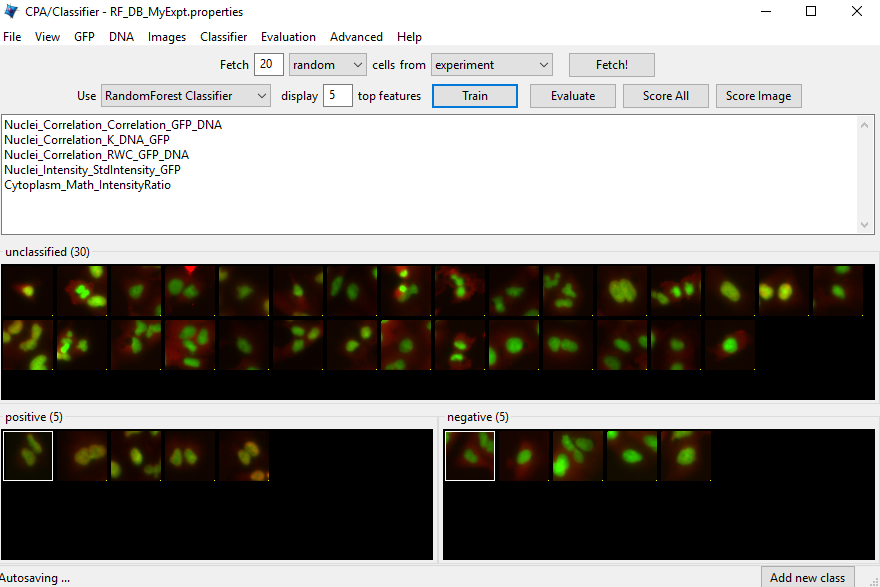 CPA/Classifier - RF_DB_MyExpt.properties
File View GFP DNA Images Classifier Evaluation Advanced Help
Fetch 20 random cells from experiment Fetch!
Use RandomForest Classifier display 5 top features Train Evaluate Score All Score Image
Nuclei_Correlation_Correlation_GFP_DNA
Nuclei_Correlation_K_DNA_GFP
Nuclei_Correlation_RWC_GFP_DNA
Nuclei_Intensity_StdIntensity_GFP
Cytoplasm_Math_IntensityRatio
unclassified (30)
positive (5) negative (5)
Autosaving ... Add new class